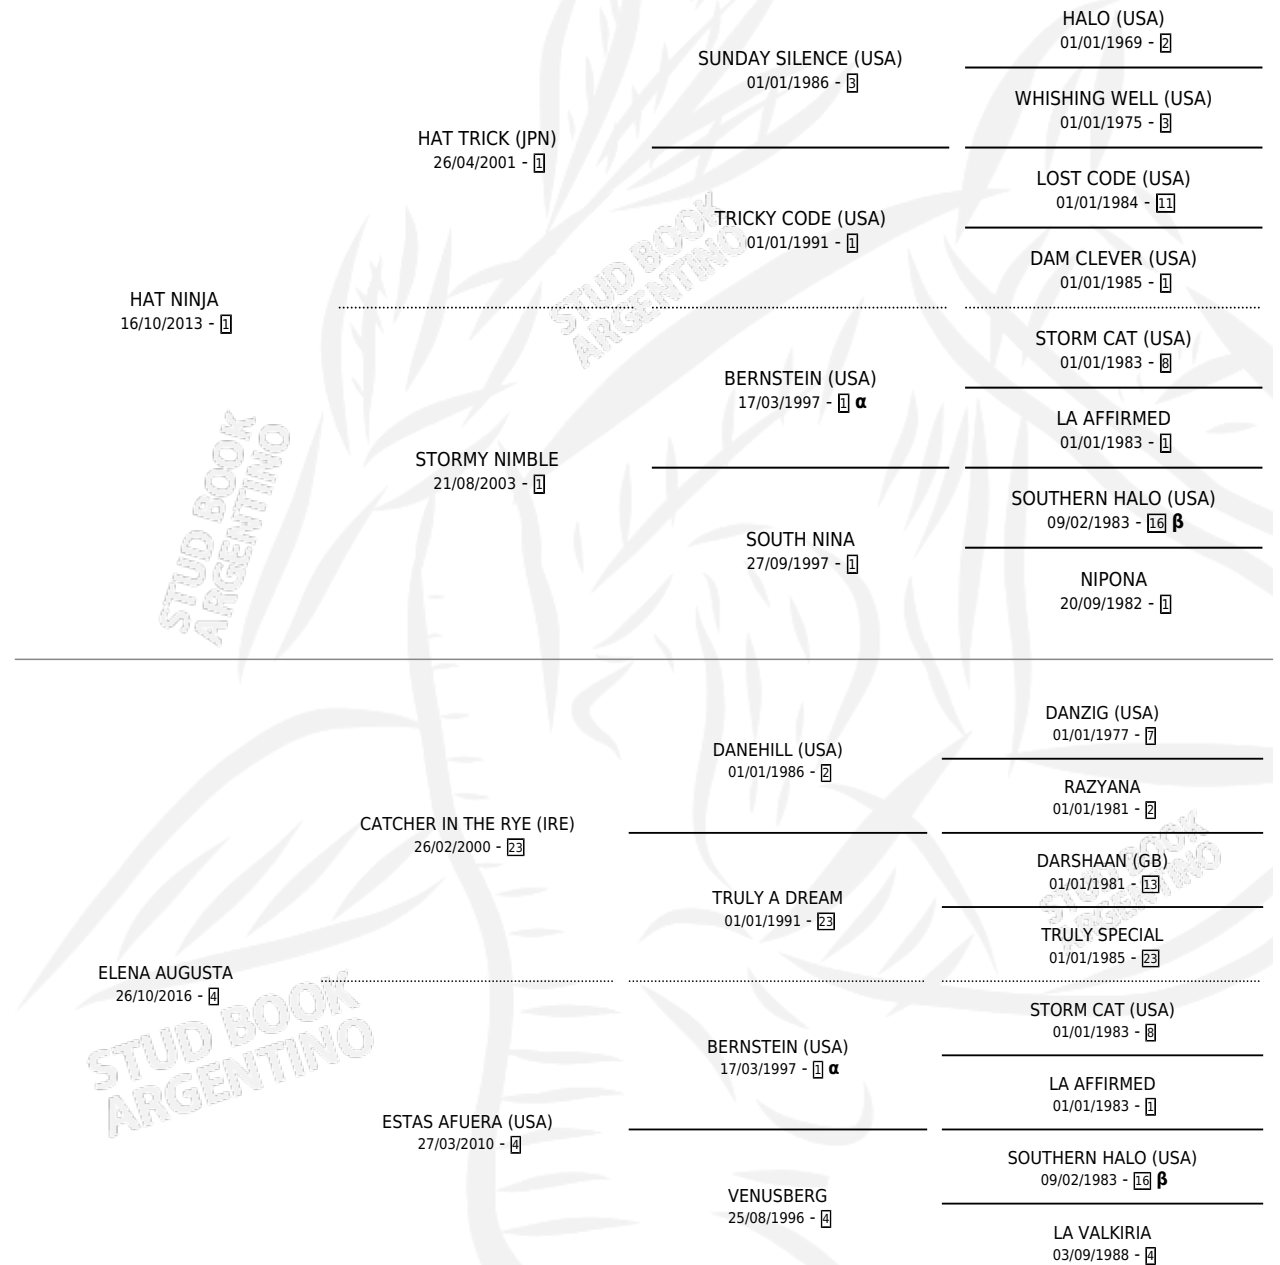 HALO (USA)
01/01/1969 - 2
SUNDAY SILENCE (USA)
01/01/1986 - 3
WHISHING WELL (USA)
01/01/1975 - 3
HAT TRICK (JPN)
26/04/2001 - 1
LOST CODE (USA)
01/01/1984 - 11
TRICKY CODE (USA)
01/01/1991 - 1
DAM CLEVER (USA)
01/01/1985 - 1
HAT NINJA
16/10/2013 - 1
STORM CAT (USA)
01/01/1983 - 8
BERNSTEIN (USA)
17/03/1997 - 1 α
LA AFFIRMED
01/01/1983 - 1
STORMY NIMBLE
21/08/2003 - 1
SOUTHERN HALO (USA)
09/02/1983 - 16 β
SOUTH NINA
27/09/1997 - 1
NIPONA
20/09/1982 - 1
DANZIG (USA)
01/01/1977 - 7
DANEHILL (USA)
01/01/1986 - 2
RAZYANA
01/01/1981 - 2
CATCHER IN THE RYE (IRE)
26/02/2000 - 23
DARSHAAN (GB)
01/01/1981 - 13
TRULY A DREAM
01/01/1991 - 23
TRULY SPECIAL
01/01/1985 - 23
ELENA AUGUSTA
26/10/2016 - 4
STORM CAT (USA)
01/01/1983 - 8
BERNSTEIN (USA)
17/03/1997 - 1 α
LA AFFIRMED
01/01/1983 - 1
ESTAS AFUERA (USA)
27/03/2010 - 4
SOUTHERN HALO (USA)
09/02/1983 - 16 β
VENUSBERG
25/08/1996 - 4
LA VALKIRIA
03/09/1988 - 4
STUD BOOK
ARGENTINO
STUD BOOK
ARGENTINO
STUD BOOK
ARGENTINO
STUD BOOK
ARGENTINO